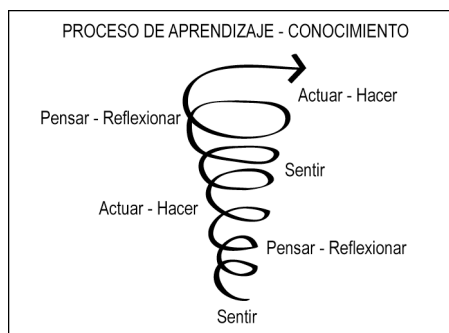 PROCESO DE APRENDIZAJE - CONOCIMIENTO
Actuar - Hacer
Pensar - Reflexionar
Sentir
Actuar - Hacer
Pensar - Reflexionar
Sentir